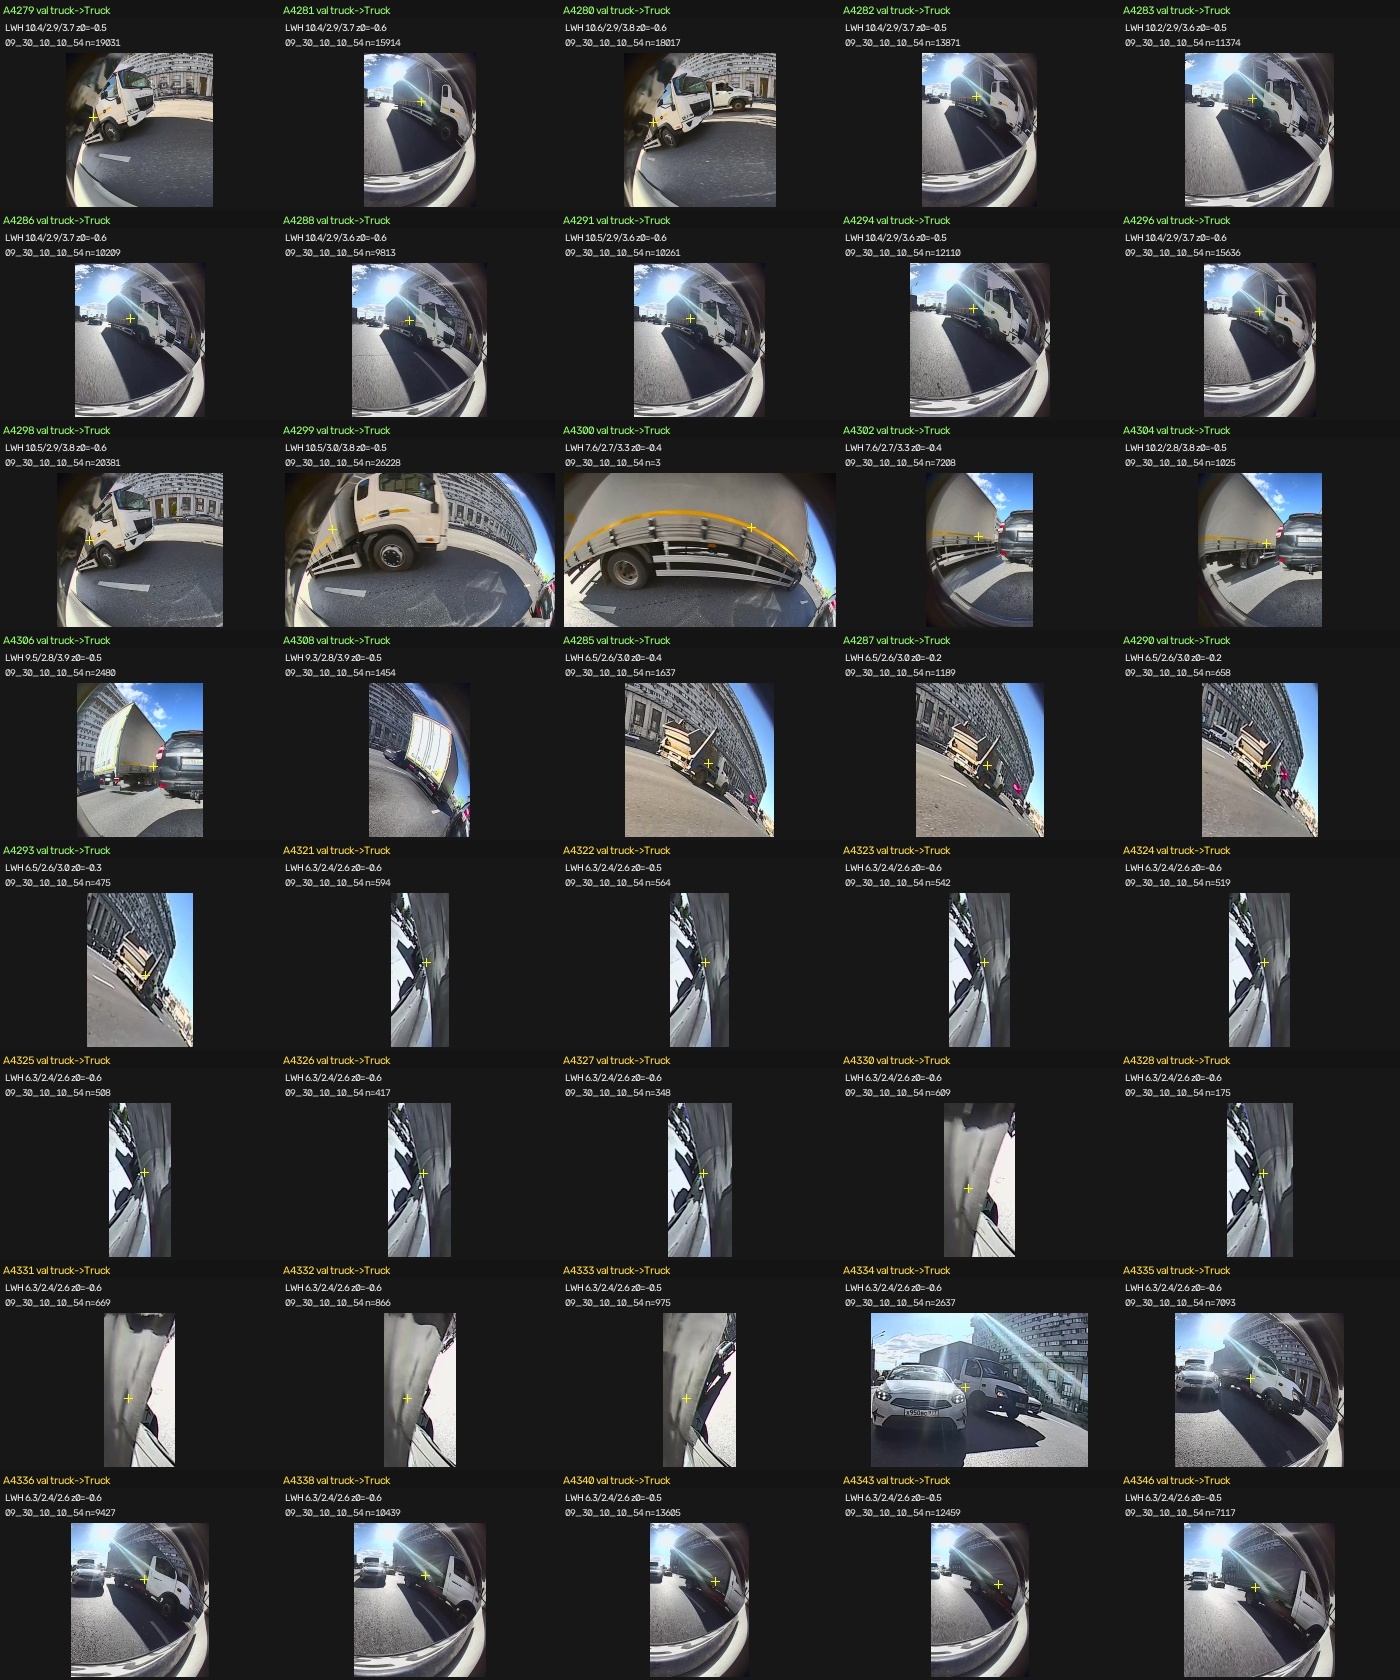 A4279 val truck->Truck
LWH 10.4/2.9/3.7 z0=-0.5
09_30_10_10_54 n=19031
A4281 val truck->Truck
LWH 10.4/2.9/3.7 z0=-0.6
09_30_10_10_54 n=15914
A4280 val truck->Truck
LWH 10.6/2.9/3.8 z0=-0.6
09_30_10_10_54 n=18017
A4282 val truck->Truck
LWH 10.4/2.9/3.7 z0=-0.5
09_30_10_10_54 n=13871
A4283 val truck->Truck
LWH 10.2/2.9/3.6 z0=-0.5
09_30_10_10_54 n=11374
A4286 val truck->Truck
LWH 10.4/2.9/3.7 z0=-0.6
09_30_10_10_54 n=10209
A4288 val truck->Truck
LWH 10.4/2.9/3.6 z0=-0.6
09_30_10_10_54 n=9813
A4291 val truck->Truck
LWH 10.5/2.9/3.6 z0=-0.6
09_30_10_10_54 n=10261
A4294 val truck->Truck
LWH 10.4/2.9/3.6 z0=-0.5
09_30_10_10_54 n=12110
A4296 val truck->Truck
LWH 10.4/2.9/3.7 z0=-0.6
09_30_10_10_54 n=15636
A4298 val truck->Truck
LWH 10.5/2.9/3.8 z0=-0.6
09_30_10_10_54 n=20381
A4299 val truck->Truck
LWH 10.5/3.0/3.8 z0=-0.5
09_30_10_10_54 n=26228
A4300 val truck->Truck
LWH 7.6/2.7/3.3 z0=-0.4
09_30_10_10_54 n=3
A4302 val truck->Truck
LWH 7.6/2.7/3.3 z0=-0.4
09_30_10_10_54 n=7208
A4304 val truck->Truck
LWH 10.2/2.8/3.8 z0=-0.5
09_30_10_10_54 n=1025
A4306 val truck->Truck
LWH 9.5/2.8/3.9 z0=-0.5
09_30_10_10_54 n=2480
A4308 val truck->Truck
LWH 9.3/2.8/3.9 z0=-0.5
09_30_10_10_54 n=1454
A4285 val truck->Truck
LWH 6.5/2.6/3.0 z0=-0.4
09_30_10_10_54 n=1637
A4287 val truck->Truck
LWH 6.5/2.6/3.0 z0=-0.2
09_30_10_10_54 n=1189
A4290 val truck->Truck
LWH 6.5/2.6/3.0 z0=-0.2
09_30_10_10_54 n=658
A4293 val truck->Truck
LWH 6.5/2.6/3.0 z0=-0.3
09_30_10_10_54 n=475
A4321 val truck->Truck
LWH 6.3/2.4/2.6 z0=-0.6
09_30_10_10_54 n=594
A4322 val truck->Truck
LWH 6.3/2.4/2.6 z0=-0.5
09_30_10_10_54 n=564
A4323 val truck->Truck
LWH 6.3/2.4/2.6 z0=-0.6
09_30_10_10_54 n=542
A4324 val truck->Truck
LWH 6.3/2.4/2.6 z0=-0.6
09_30_10_10_54 n=519
A4325 val truck->Truck
LWH 6.3/2.4/2.6 z0=-0.6
09_30_10_10_54 n=508
A4326 val truck->Truck
LWH 6.3/2.4/2.6 z0=-0.6
09_30_10_10_54 n=417
A4327 val truck->Truck
LWH 6.3/2.4/2.6 z0=-0.6
09_30_10_10_54 n=348
A4330 val truck->Truck
LWH 6.3/2.4/2.6 z0=-0.6
09_30_10_10_54 n=609
A4328 val truck->Truck
LWH 6.3/2.4/2.6 z0=-0.6
09_30_10_10_54 n=175
A4331 val truck->Truck
LWH 6.3/2.4/2.6 z0=-0.6
09_30_10_10_54 n=669
A4332 val truck->Truck
LWH 6.3/2.4/2.6 z0=-0.6
09_30_10_10_54 n=866
A4333 val truck->Truck
LWH 6.3/2.4/2.6 z0=-0.5
09_30_10_10_54 n=975
A4334 val truck->Truck
LWH 6.3/2.4/2.6 z0=-0.6
09_30_10_10_54 n=2637
A4335 val truck->Truck
LWH 6.3/2.4/2.6 z0=-0.6
09_30_10_10_54 n=7093
A4336 val truck->Truck
LWH 6.3/2.4/2.6 z0=-0.6
09_30_10_10_54 n=9427
A4338 val truck->Truck
LWH 6.3/2.4/2.6 z0=-0.6
09_30_10_10_54 n=10439
A4340 val truck->Truck
LWH 6.3/2.4/2.6 z0=-0.5
09_30_10_10_54 n=13605
A4343 val truck->Truck
LWH 6.3/2.4/2.6 z0=-0.5
09_30_10_10_54 n=12459
A4346 val truck->Truck
LWH 6.3/2.4/2.6 z0=-0.5
09_30_10_10_54 n=7117